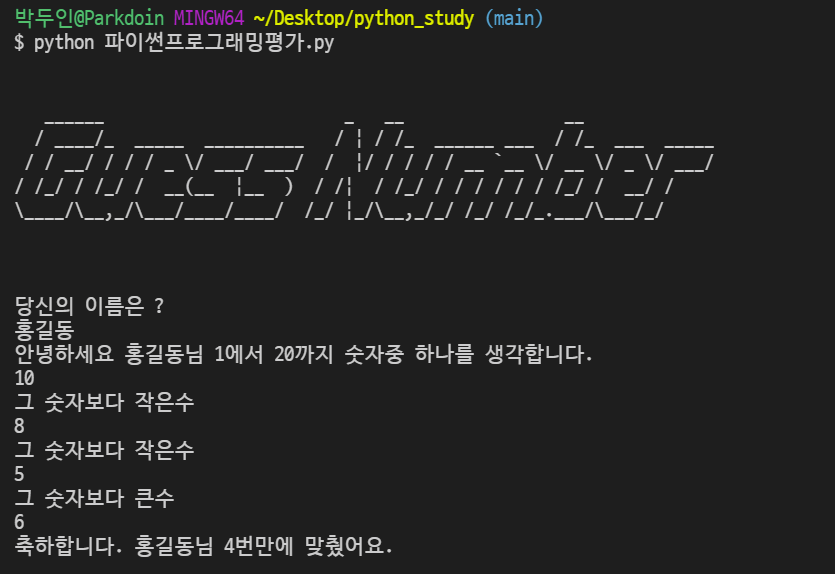 박두인@Parkdoin MINGW64 ~/Desktop/python_study (main)
$ python 파이썬프로그래밍평가.py
Guess Number
당신의 이름은 ?
홍길동
안녕하세요 홍길동님 1에서 20까지 숫자중 하나를 생각합니다.
10
그 숫자보다 작은수
8
그 숫자보다 작은수
5
그 숫자보다 큰수
6
축하합니다. 홍길동님 4번만에 맞췄어요.